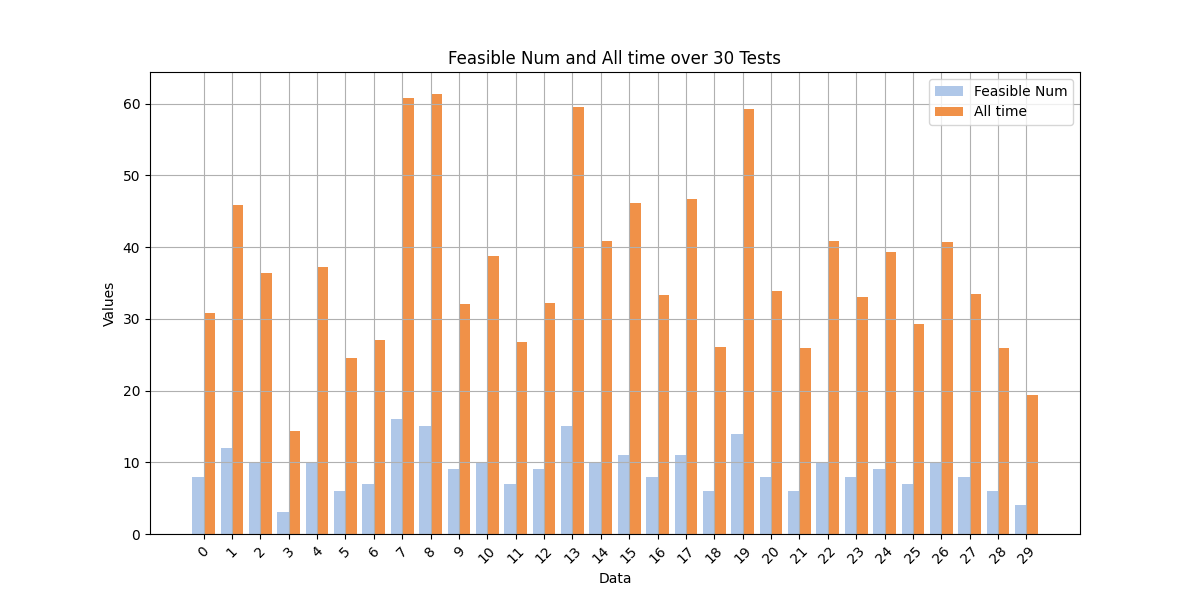 Feasible Num and All time over 30 Tests
Feasible Num
All time
60
50
40
30
20
10
0
Values
0 1 2 3 4 5 6 7 8 9 10 11 12 13 14 15 16 17 18 19 20 21 22 23 24 25 26 27 28 29
Data